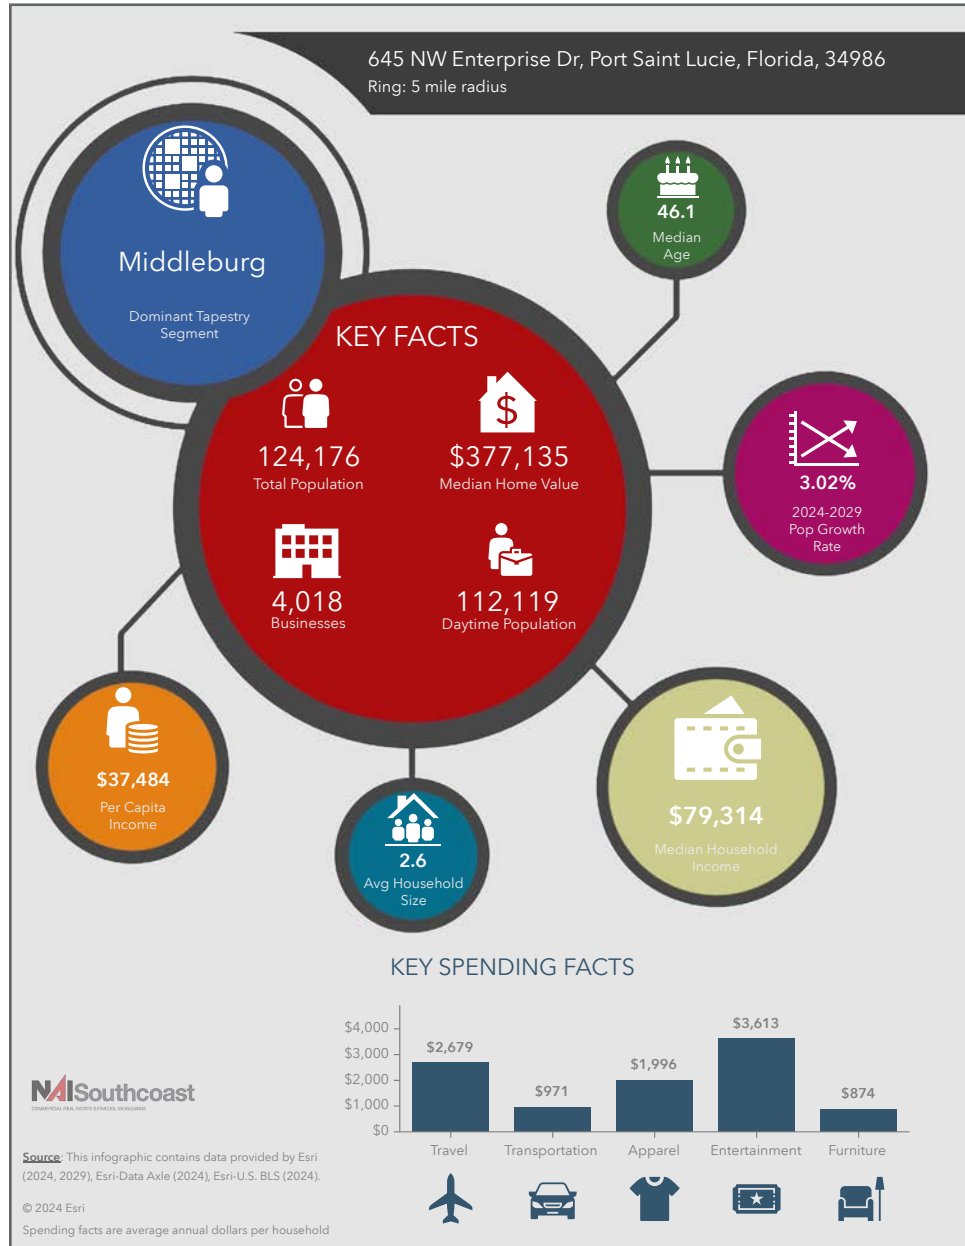 645 NW Enterprise Dr, Port Saint Lucie, Florida, 34986
Ring: 5 mile radius
Middleburg
Dominant Tapestry
Segment
46.1
Median
Age
KEY FACTS
124,176
Total Population
$377,135
Median Home Value
4,018
Businesses
112,119
Daytime Population
3.02%
2024-2029
Pop Growth
Rate
$37,484
Per Capita
Income
2.6
Avg Household
Size
$79,314
Median Household
Income
KEY SPENDING FACTS
$4,000
$3,000
$2,000
$1,000
$0
$2,679
$971
$1,996
$3,613
$874
Travel
Transportation
Apparel
Entertainment
Furniture
NAISouthcoast
COMMERCIAL REAL ESTATE SERVICES, WORLDWIDE
Source: This infographic contains data provided by Esri
(2024, 2029), Esri-Data Axle (2024), Esri-U.S. BLS (2024).
© 2024 Esri
Spending facts are average annual dollars per household